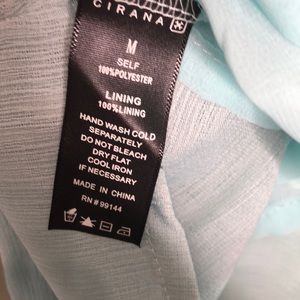 CIRANA
M
SELF
100%POLYESTER
LINING
100%LINING
HAND WASH COLD
SEPARATELY
DO NOT BLEACH
DRY FLAT
COOL IRON
IF NECESSARY
MADE IN CHINA
RN # 99144